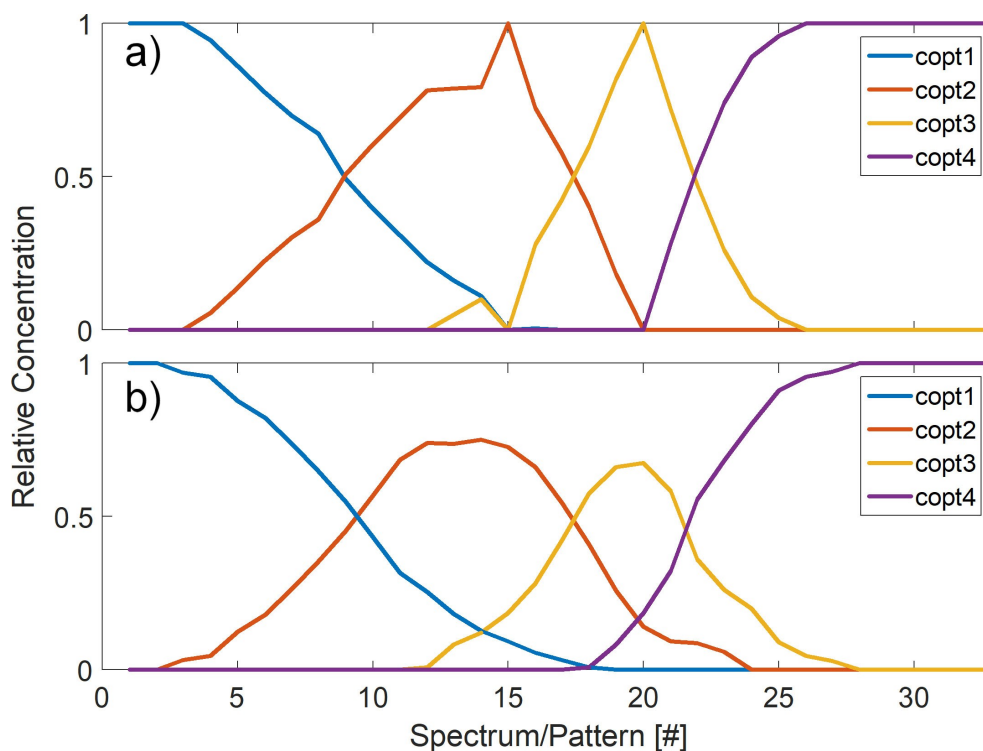 1
a)
copt1
copt2
copt3
copt4
0.5
0
Relative Concentration
1
b)
copt1
copt2
copt3
copt4
0.5
0
0 5 10 15 20 25 30
Spectrum/Pattern [#]